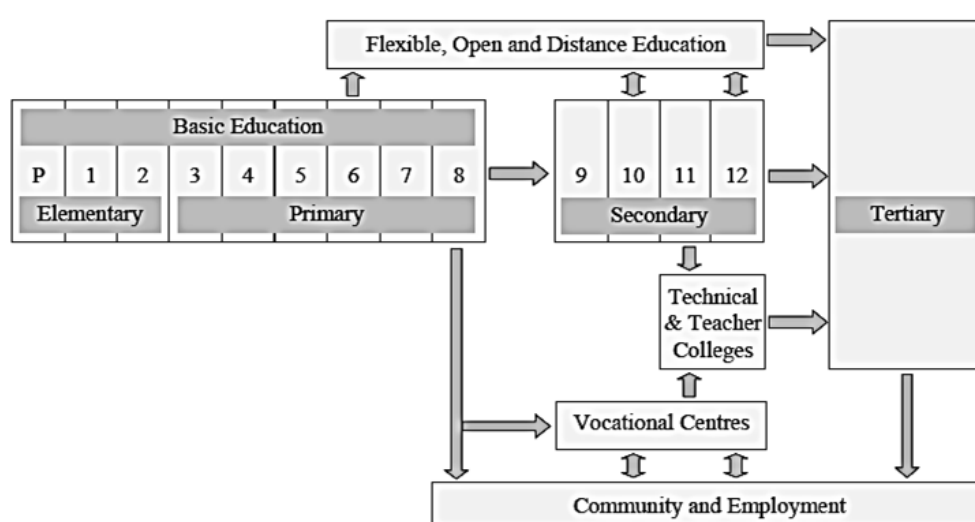 Flexible, Open and Distance Education
Basic Education
P 1 2 3 4 5 6 7 8
Elementary Primary
9 10 11 12
Secondary
Tertiary
Technical
& Teacher
Colleges
Vocational Centres
Community and Employment